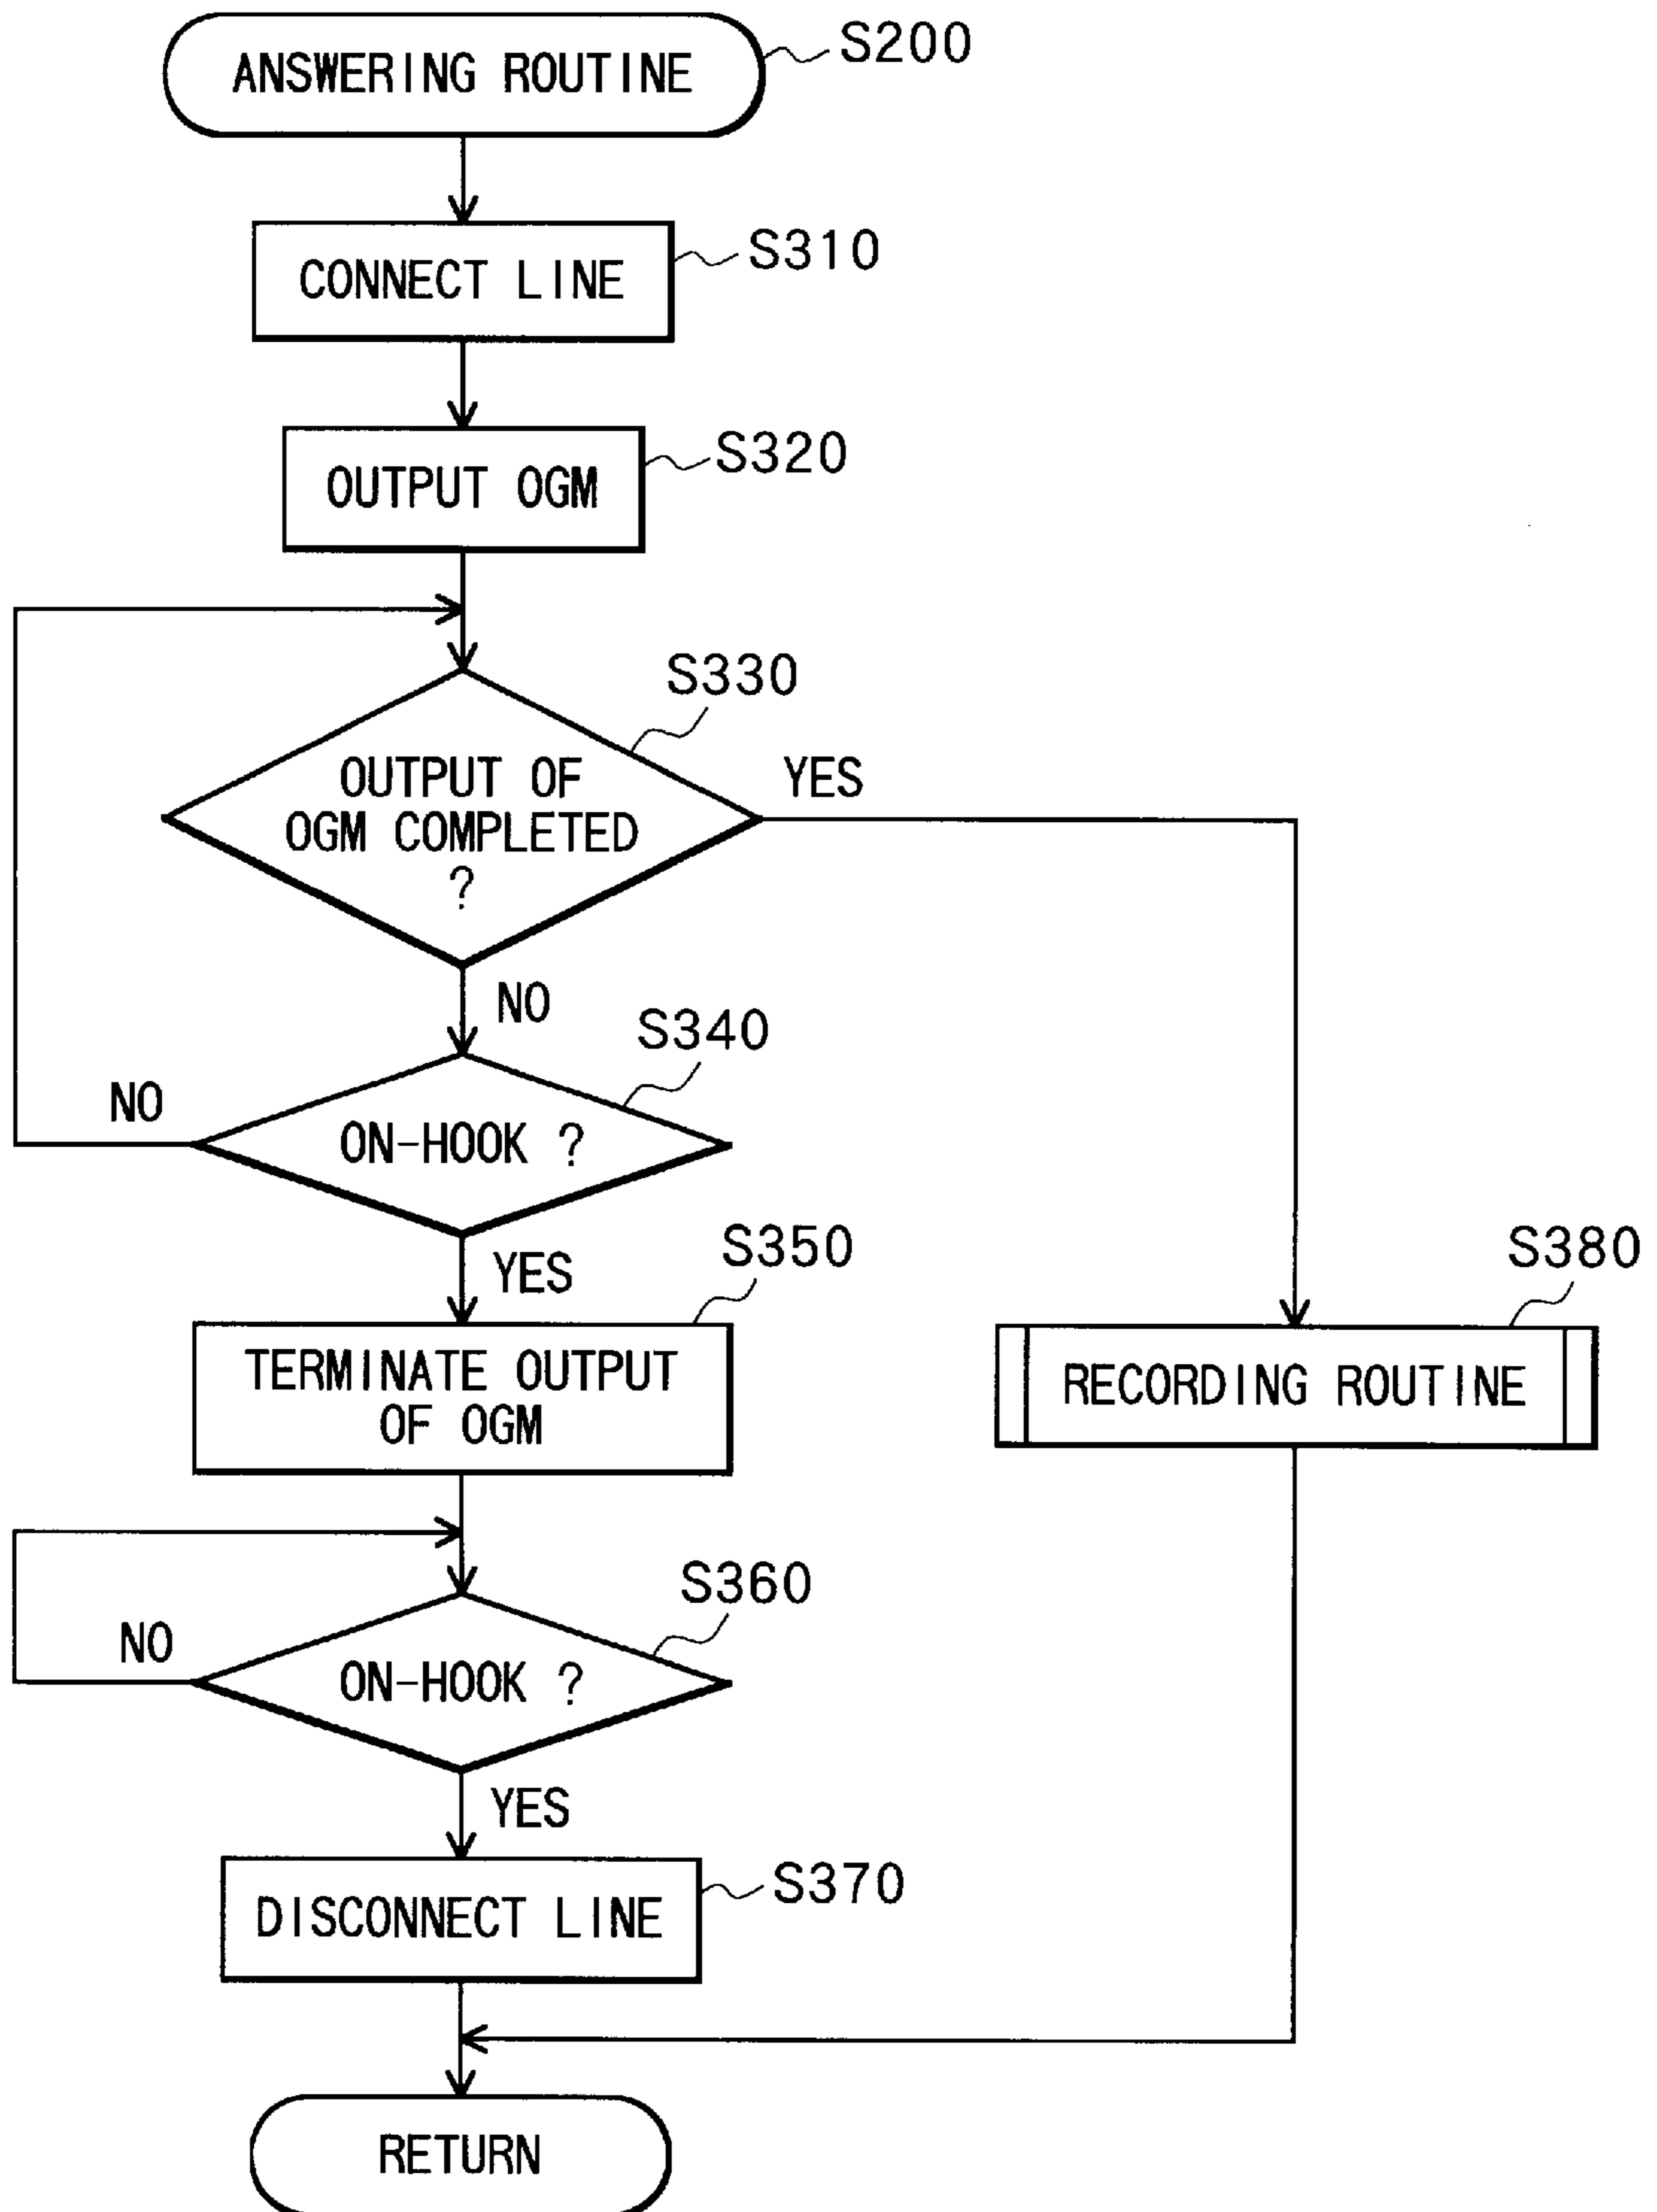 ANSWERING ROUTINE
S200
CONNECT LINE
S310
OUTPUT OGM
S320
S330
OUTPUT OF
OGM COMPLETED
?
YES
NO
S340
NO
ON-HOOK ?
YES
S350
S380
TERMINATE OUTPUT
OF OGM
RECORDING ROUTINE
S360
NO
ON-HOOK ?
YES
DISCONNECT LINE
S370
RETURN